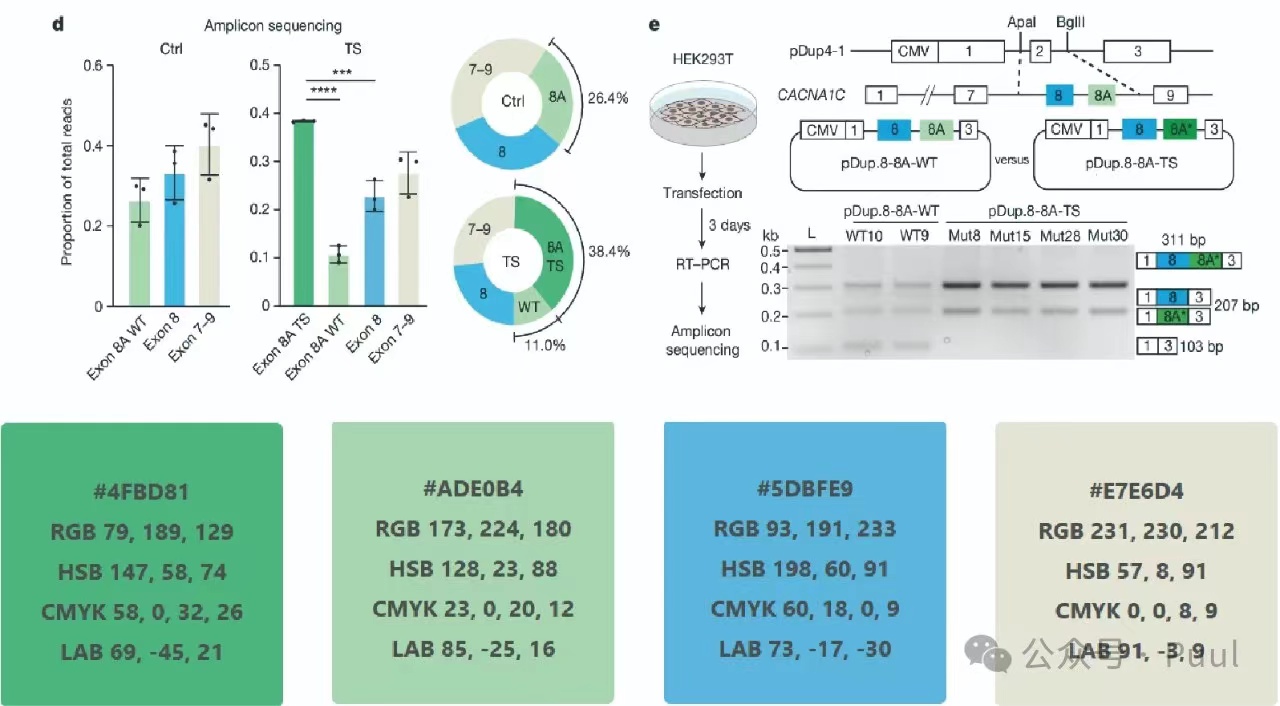 d
Amplicon sequencing
Ctrl
TS
Proportion of total reads
0.6
0.4
0.2
0
Exon 8A WT
Exon 8
Exon 7–9
0.5
0.4
0.3
0.2
0.1
0
***
****
Exon 8A TS
Exon 8A WT
Exon 8
Exon 7–9
7–9
8A
Ctrl
8
26.4%
7–9
8A
TS
TS
8
WT
38.4%
11.0%
e
HEK293T
Transfection
3 days
RT–PCR
Amplicon
sequencing
ApaI
BglII
pDup4-1
CMV
1
2
3
CACNA1C
1
7
8
8A
9
CMV 1 8 8A 3
pDup.8-8A-WT
versus
CMV 1 8 8A* 3
pDup.8-8A-TS
pDup.8-8A-WT
pDup.8-8A-TS
kb
L
WT10
WT9
Mut8
Mut15
Mut28
Mut30
0.5
0.4
0.3
0.2
0.1
311 bp
1 8 8A* 3
1 8 3
207 bp
1 8A* 3
1 3 103 bp
#4FBD81
RGB 79, 189, 129
HSB 147, 58, 74
CMYK 58, 0, 32, 26
LAB 69, -45, 21
#ADE0B4
RGB 173, 224, 180
HSB 128, 23, 88
CMYK 23, 0, 20, 12
LAB 85, -25, 16
#5DBFE9
RGB 93, 191, 233
HSB 198, 60, 91
CMYK 60, 18, 0, 9
LAB 73, -17, -30
#E7E6D4
RGB 231, 230, 212
HSB 57, 8, 91
CMYK 0, 0, 8, 9
LAB 91, -3, 9
公众号 · Puul